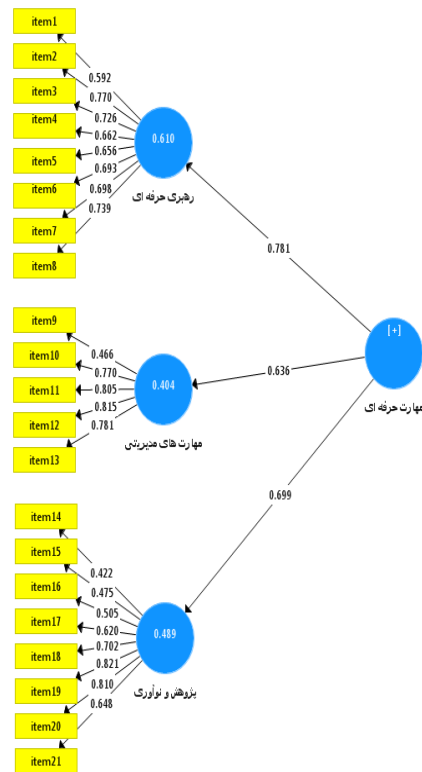 item1
item2
item3
item4
item5
item6
item7
item8
0.592
0.770
0.726
0.662
0.656
0.693
0.698
0.739
0.610
رهبری حرفه ای
0.781
item9
item10
item11
item12
item13
0.466
0.770
0.805
0.815
0.781
0.404
مهارت های مدیریتی
0.636
[+]
مهارت حرفه ای
item14
item15
item16
item17
item18
item19
item20
item21
0.422
0.475
0.505
0.620
0.702
0.821
0.810
0.648
0.489
پژوهش و نوآوری
0.699